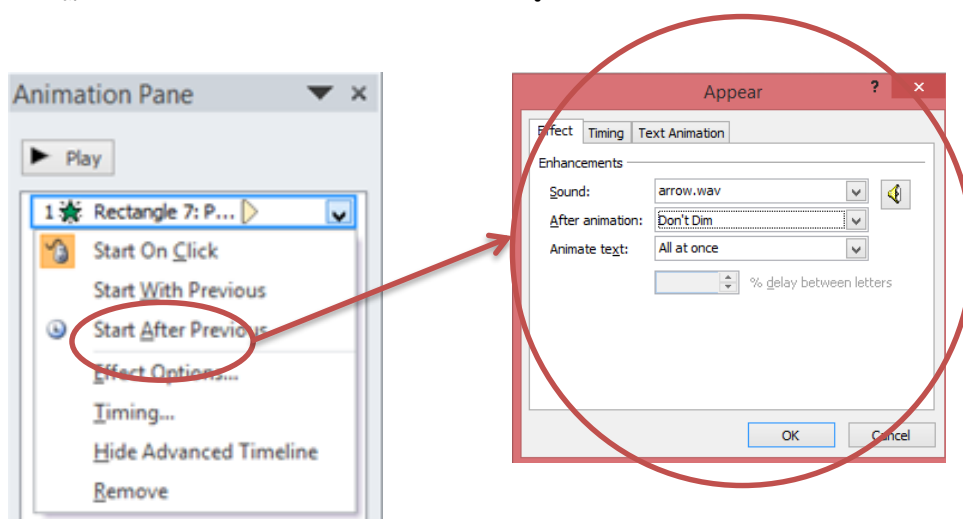 Animation Pane
Play
1 Rectangle 7: P...
Start On Click
Start With Previous
Start After Previous
Effect Options...
Timing...
Hide Advanced Timeline
Remove
Appear
?
Effect Timing Text Animation
Enhancements
Sound: arrow.wav
After animation: Don't Dim
Animate text: All at once
% delay between letters
OK Cancel